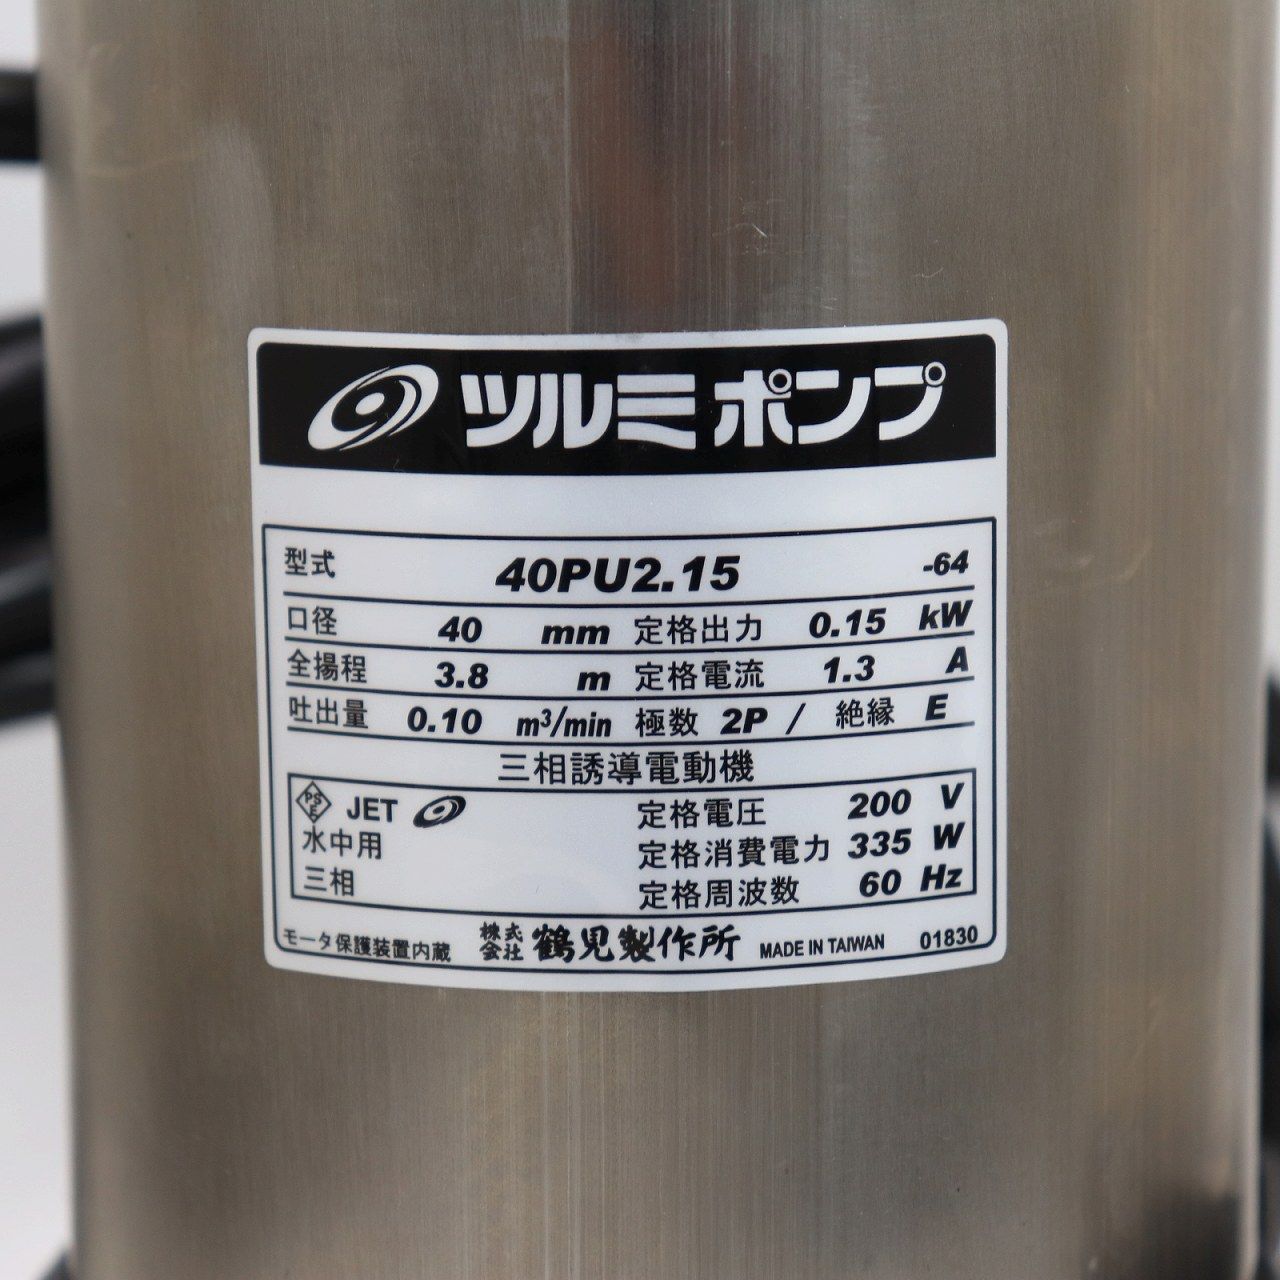 ツルミポンプ
型式 40PU2.15 -64
口径 40 mm 定格出力 0.15 kW
全揚程 3.8 m 定格電流 1.3 A
吐出量 0.10 m³/min 極数 2P / 絶縁 E
三相誘導電動機
PSE JET 定格電圧 200 V
水中用 定格消費電力 335 W
三相 定格周波数 60 Hz
モータ保護装置内蔵 株式会社 鶴見製作所 MADE IN TAIWAN 01830